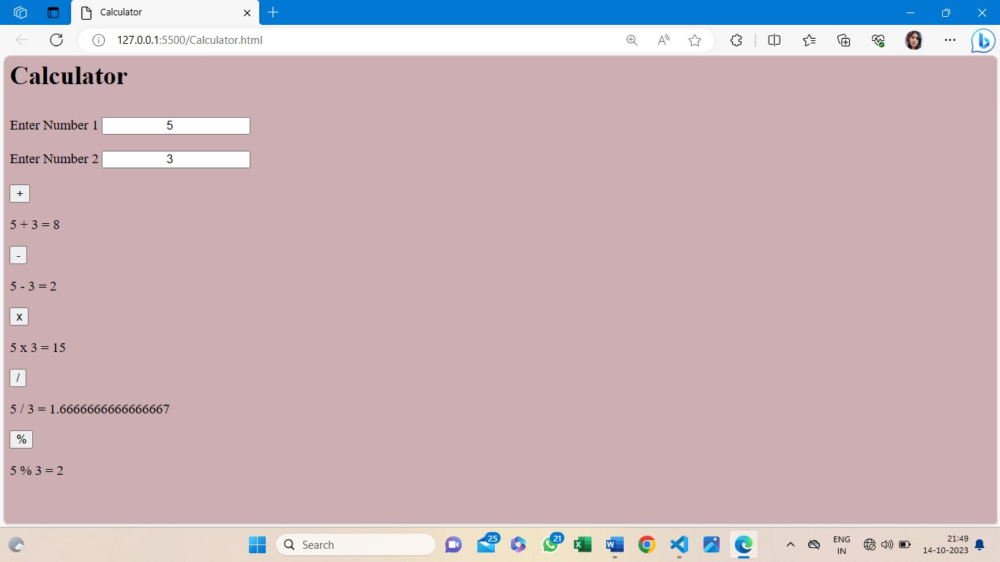 Calculator
127.0.0.1:5500/Calculator.html
Calculator
Enter Number 1 5
Enter Number 2 3
+
5 + 3 = 8
-
5 - 3 = 2
x
5 x 3 = 15
/
5 / 3 = 1.6666666666666667
%
5 % 3 = 2
Search
25
21
ENG
IN
21:49
14-10-2023